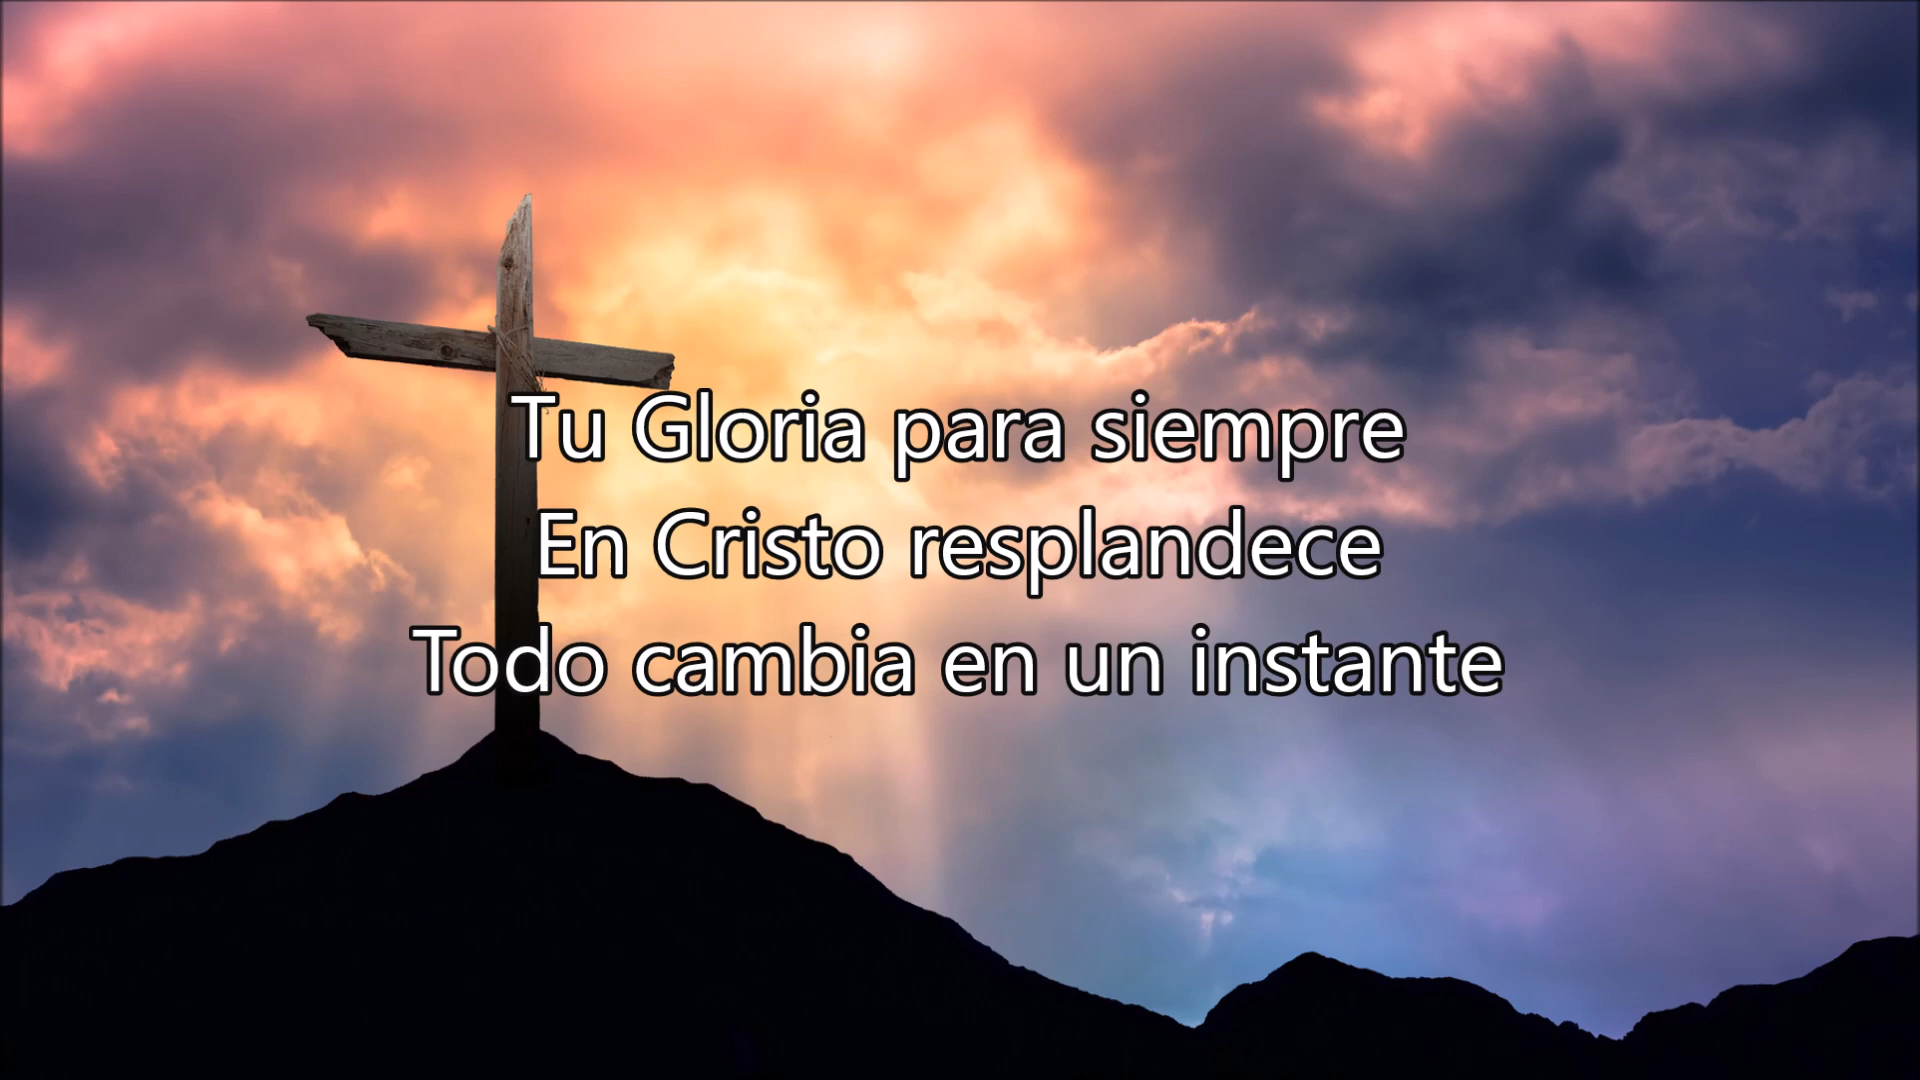 Tu Gloria para siempre
En Cristo resplandece
Todo cambia en un instante